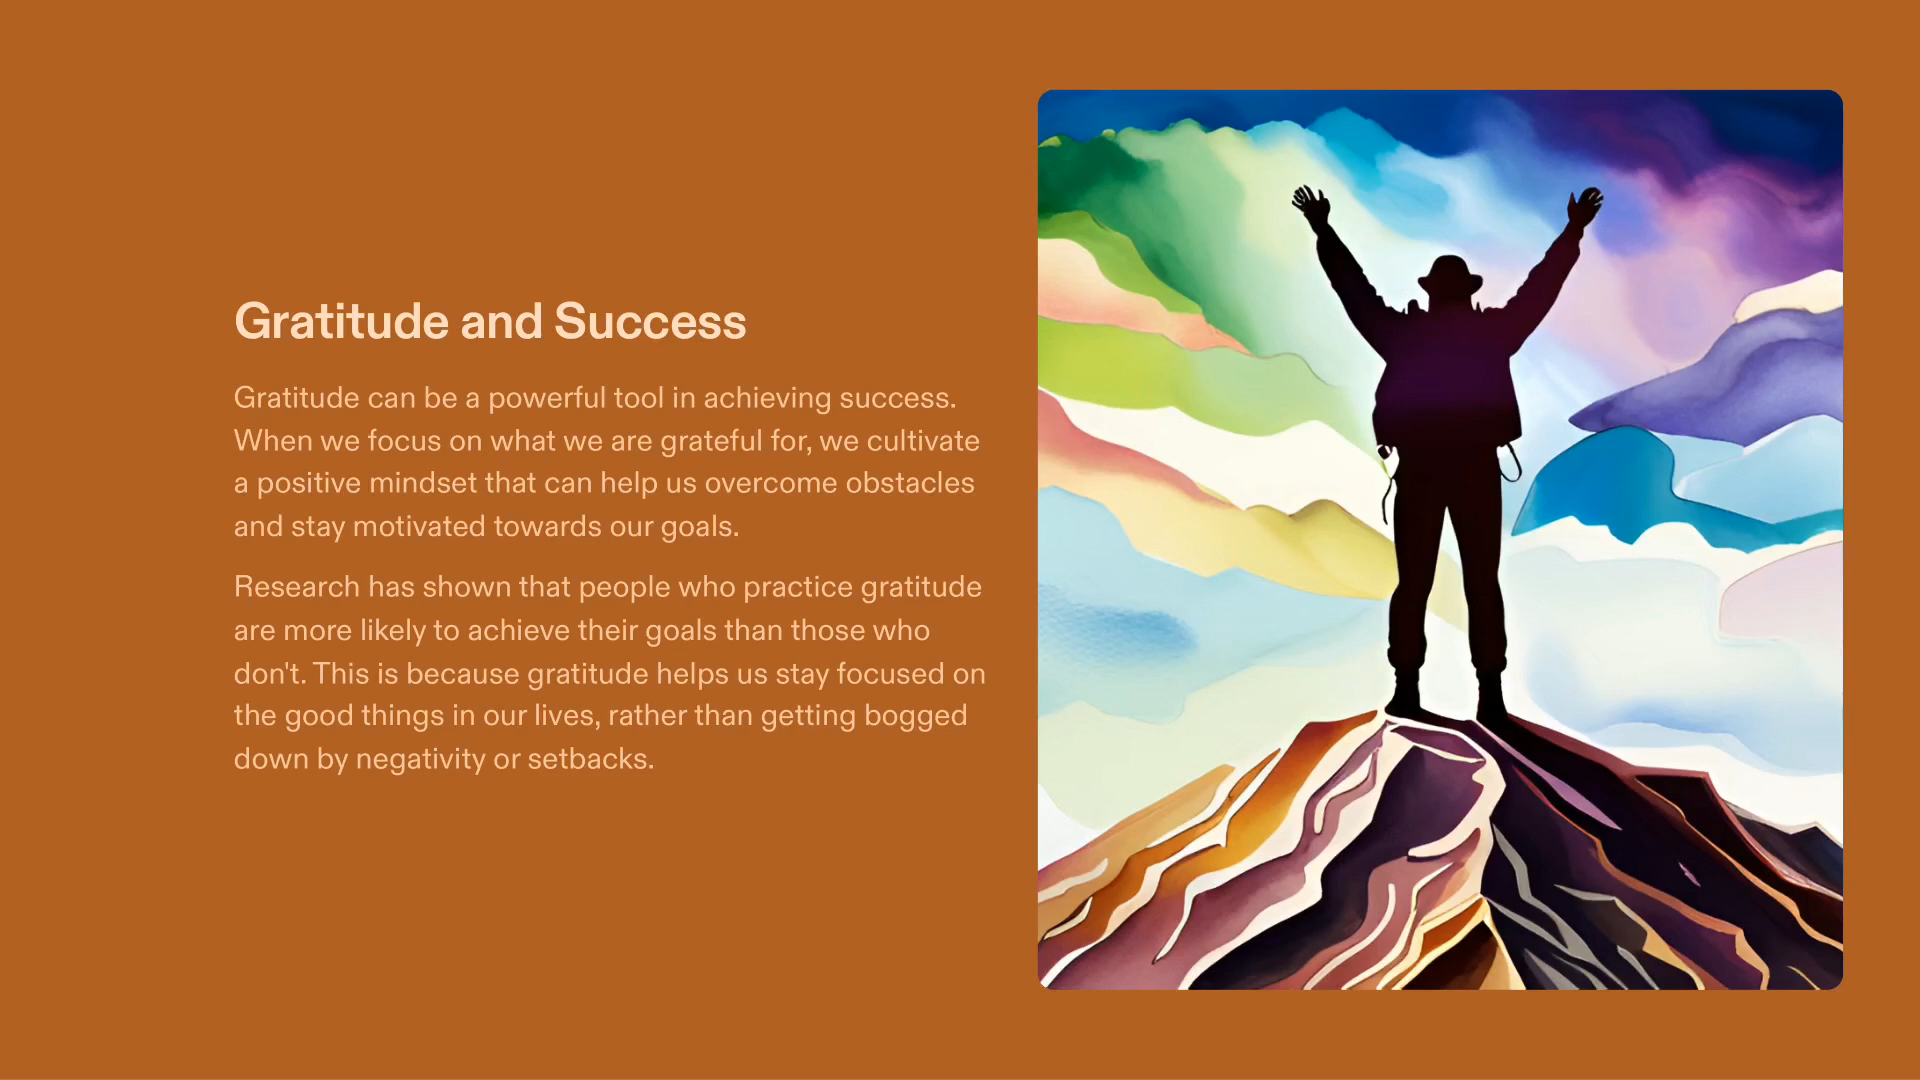 Gratitude and Success
Gratitude can be a powerful tool in achieving success.
When we focus on what we are grateful for, we cultivate
a positive mindset that can help us overcome obstacles
and stay motivated towards our goals.
Research has shown that people who practice gratitude
are more likely to achieve their goals than those who
don't. This is because gratitude helps us stay focused on
the good things in our lives, rather than getting bogged
down by negativity or setbacks.